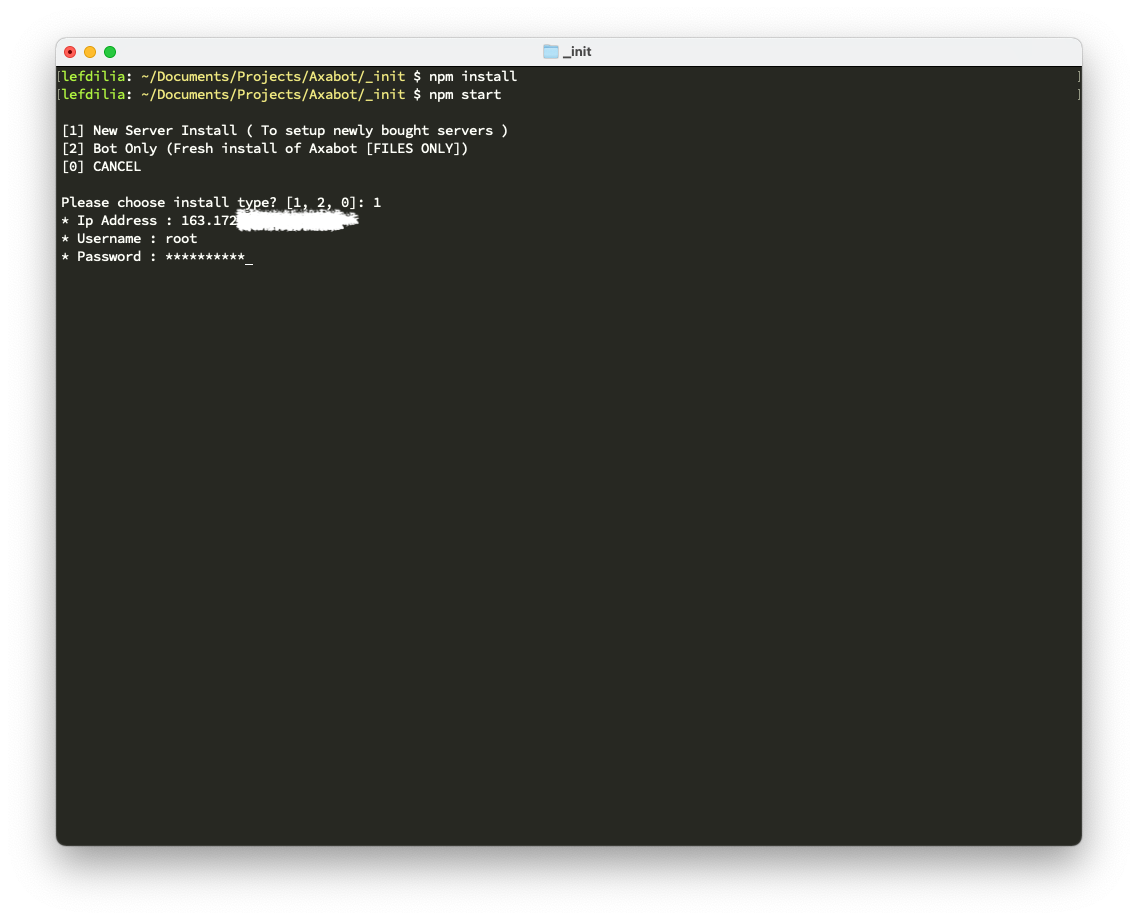 _init
[lefdilia: ~/Documents/Projects/Axabot/_init $ npm install ]
[lefdilia: ~/Documents/Projects/Axabot/_init $ npm start ]
[1] New Server Install ( To setup newly bought servers )
[2] Bot Only (Fresh install of Axabot [FILES ONLY])
[0] CANCEL
Please choose install type? [1, 2, 0]: 1
* Ip Address : 163.172
* Username : root
* Password : **********_